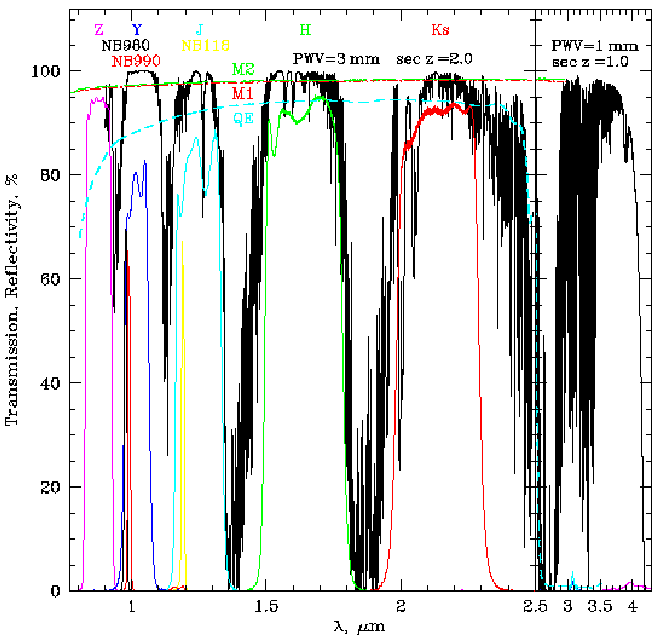 Z Y J H Ks
NB980 NB118 PWV=3 mm sec z=2.0 PWV=1 mm
NB990 M2 sec z=1.0
100
M1
QE
80
60
40
20
0
1 1.5 2 2.5 3 3.5 4
λ, μm
Transmission, Reflectivity, %